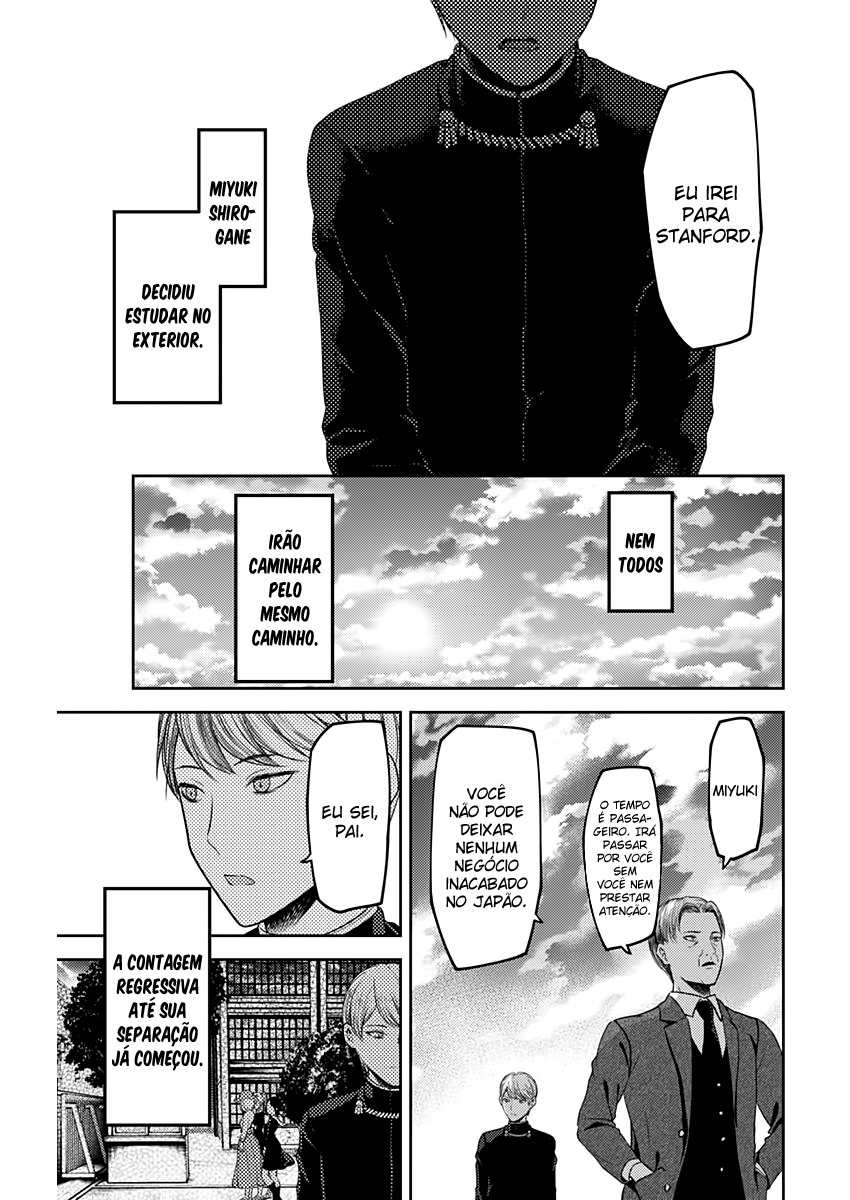 EU IREI
PARA
STANFORD.
MIYUKI
SHIRO-
GANE
DECIDIU
ESTUDAR NO
EXTERIOR.
NEM
TODOS
IRÃO
CAMINHAR
PELO
MESMO
CAMINHO.
MIYUKI
O TEMPO
É PASSA-
GEIRO. IRÁ
PASSAR
POR VOCÊ
SEM
VOCÊ NEM
PRESTAR
ATENÇÃO.
VOCÊ
NÃO PODE
DEIXAR
NENHUM
NEGÓCIO
INACABADO
NO JAPÃO.
EU SEI,
PAI.
A CONTAGEM
REGRESSIVA
ATÉ SUA
SEPARAÇÃO
JÁ COMEÇOU.